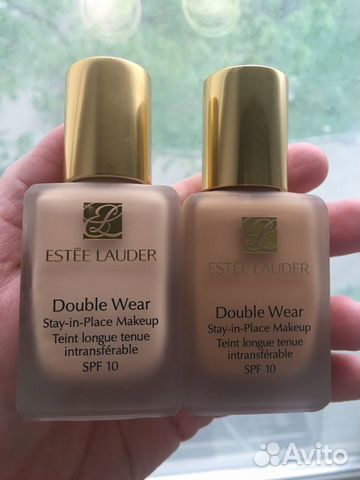 ESTĒE LAUDER
Double Wear
Stay-in-Place Makeup
Teint longue tenue
intransférable
SPF 10
ESTĒE LAUDER
Double Wear
Stay-in-Place Makeup
Teint longue tenue
intransférable
SPF 10
Avito